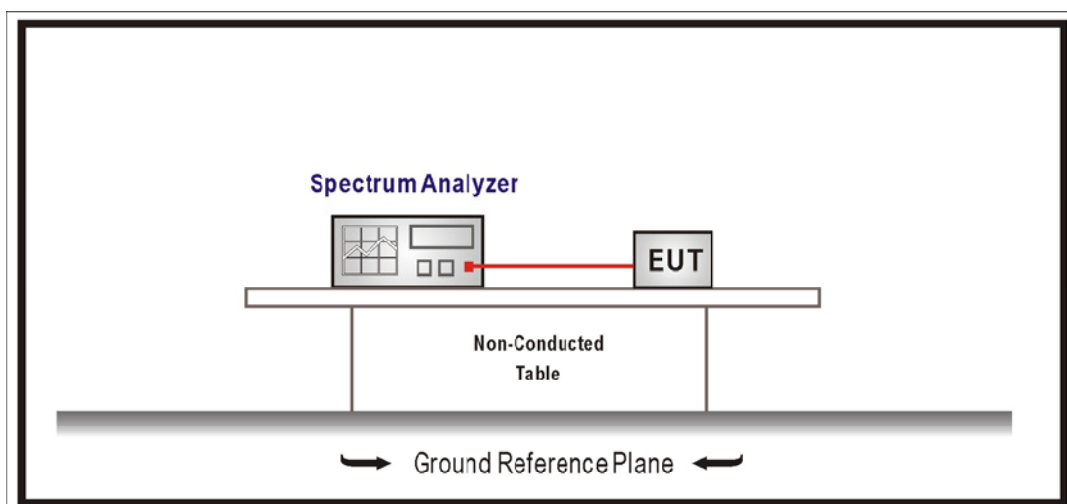 Spectrum Analyzer
EUT
Non-Conducted
Table
Ground Reference Plane